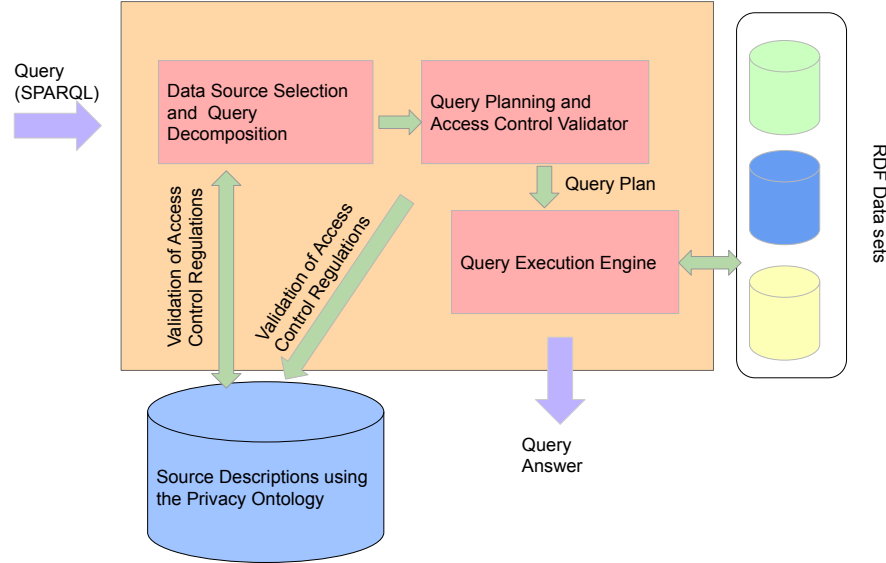 Query
(SPARQL)
Data Source Selection
and Query
Decomposition
Query Planning and
Access Control Validator
Query Plan
Validation of Access
Control Regulations
Validation of Access
Control Regulations
Query Execution Engine
RDF Data sets
Query
Answer
Source Descriptions using
the Privacy Ontology